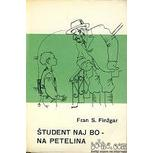 Fran S. Finžgar
ŠTUDENT NAJ BO -
NA PETELINA